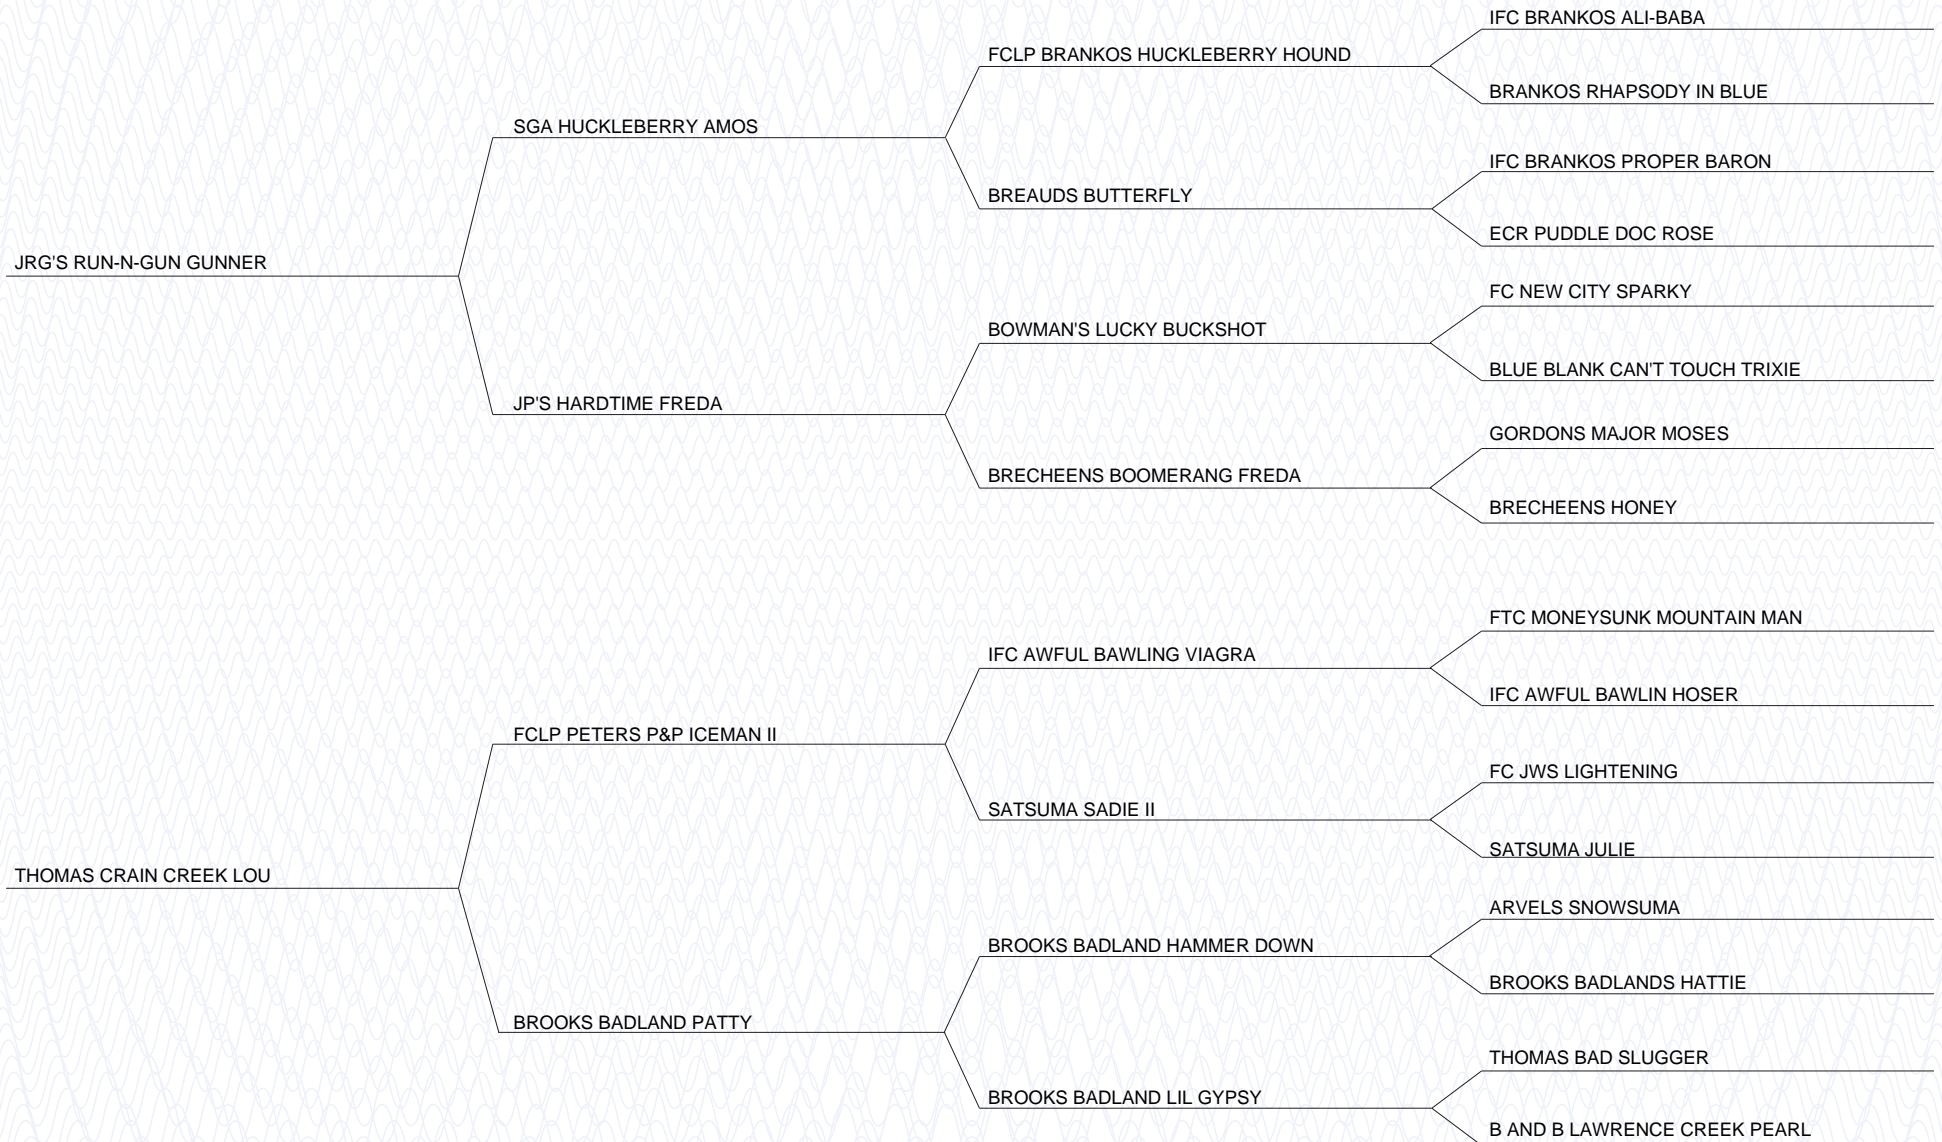 JRG'S RUN-N-GUN GUNNER
SGA HUCKLEBERRY AMOS
FCLP BRANKOS HUCKLEBERRY HOUND
IFC BRANKOS ALI-BABA
BRANKOS RHAPSODY IN BLUE
BREAUDS BUTTERFLY
IFC BRANKOS PROPER BARON
ECR PUDDLE DOC ROSE
JP'S HARDTIME FREDA
BOWMAN'S LUCKY BUCKSHOT
FC NEW CITY SPARKY
BLUE BLANK CAN'T TOUCH TRIXIE
BRECHEENS BOOMERANG FREDA
GORDONS MAJOR MOSES
BRECHEENS HONEY
THOMAS CRAIN CREEK LOU
FCLP PETERS P&P ICEMAN II
IFC AWFUL BAWLING VIAGRA
FTC MONEYSUNK MOUNTAIN MAN
IFC AWFUL BAWLIN HOSER
SATSUMA SADIE II
FC JWS LIGHTENING
SATSUMA JULIE
BROOKS BADLAND PATTY
BROOKS BADLAND HAMMER DOWN
ARVELS SNOWSUMA
BROOKS BADLANDS HATTIE
BROOKS BADLAND LIL GYPSY
THOMAS BAD SLUGGER
B AND B LAWRENCE CREEK PEARL